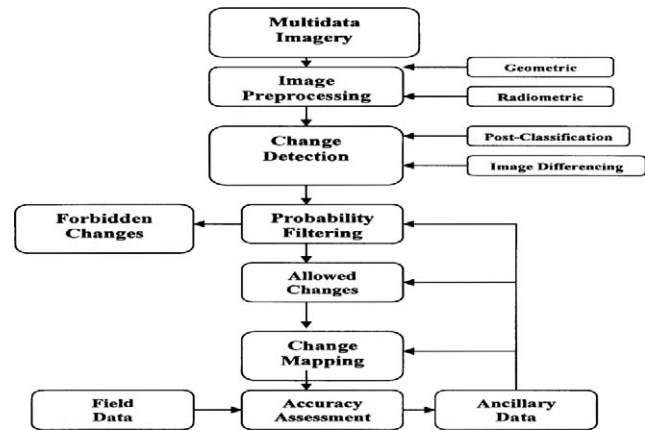 Multidata
Imagery
Image
Preprocessing
Geometric
Radiometric
Change
Detection
Post-Classification
Image Differencing
Forbidden
Changes
Probability
Filtering
Allowed
Changes
Change
Mapping
Field
Data
Accuracy
Assessment
Ancillary
Data